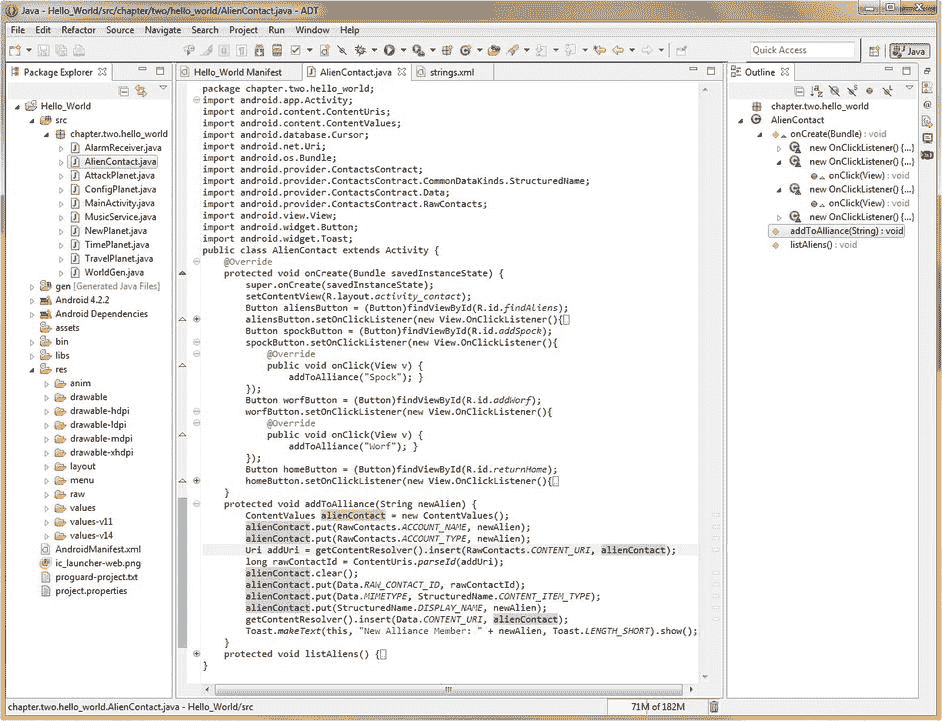 Java - Hello_World/src/chapter/two/hello_world/AlienContact.java - ADT
File Edit Refactor Source Navigate Search Project Run Window Help
Quick Access
Java
Package Explorer
Hello_World
src
chapter.two.hello_world
AlarmReceiver.java
AlienContact.java
AttackPlanet.java
ConfigPlanet.java
MainActivity.java
MusicService.java
NewPlanet.java
TimePlanet.java
TravelPlanet.java
WorldGen.java
gen [Generated Java Files]
Android 4.2.2
Android Dependencies
assets
bin
libs
res
anim
drawable
drawable-hdpi
drawable-ldpi
drawable-mdpi
drawable-xhdpi
layout
menu
raw
values
values-v11
values-v14
AndroidManifest.xml
ic_launcher-web.png
proguard-project.txt
project.properties
Hello_World Manifest
AlienContact.java
strings.xml
package chapter.two.hello_world;
import android.app.Activity;
import android.content.ContentUris;
import android.content.ContentValues;
import android.database.Cursor;
import android.net.Uri;
import android.os.Bundle;
import android.provider.ContactsContract;
import android.provider.ContactsContract.CommonDataKinds.StructuredName;
import android.provider.ContactsContract.Data;
import android.provider.ContactsContract.RawContacts;
import android.view.View;
import android.widget.Button;
import android.widget.Toast;
public class AlienContact extends Activity {
@Override
protected void onCreate(Bundle savedInstanceState) {
super.onCreate(savedInstanceState);
setContentView(R.layout.activity_contact);
Button aliensButton = (Button)findViewById(R.id.findAliens);
aliensButton.setOnClickListener(new View.OnClickListener(){
Button spockButton = (Button)findViewById(R.id.addSpock);
spockButton.setOnClickListener(new View.OnClickListener(){
@Override
public void onClick(View v) {
addToAlliance("Spock"); }
});
Button worfButton = (Button)findViewById(R.id.addWorf);
worfButton.setOnClickListener(new View.OnClickListener(){
@Override
public void onClick(View v) {
addToAlliance("Worf"); }
});
Button homeButton = (Button)findViewById(R.id.returnHome);
homeButton.setOnClickListener(new View.OnClickListener(){
}
protected void addToAlliance(String newAlien) {
ContentValues alienContact = new ContentValues();
alienContact.put(RawContacts.ACCOUNT_NAME, newAlien);
alienContact.put(RawContacts.ACCOUNT_TYPE, newAlien);
Uri addUri = getContentResolver().insert(RawContacts.CONTENT_URI, alienContact);
long rawContactId = ContentUris.parseId(addUri);
alienContact.clear();
alienContact.put(Data.RAW_CONTACT_ID, rawContactId);
alienContact.put(Data.MIMETYPE, StructuredName.CONTENT_ITEM_TYPE);
alienContact.put(StructuredName.DISPLAY_NAME, newAlien);
getContentResolver().insert(Data.CONTENT_URI, alienContact);
Toast.makeText(this, "New Alliance Member: " + newAlien, Toast.LENGTH_SHORT).show();
}
protected void listAliens() {
}
Outline
chapter.two.hello_world
AlienContact
onCreate(Bundle) : void
new OnClickListener() {...}
new OnClickListener() {...}
onClick(View) : void
new OnClickListener() {...}
onClick(View) : void
new OnClickListener() {...}
addToAlliance(String) : void
listAliens() : void
chapter.two.hello_world.AlienContact.java - Hello_World/src
71M of 182M